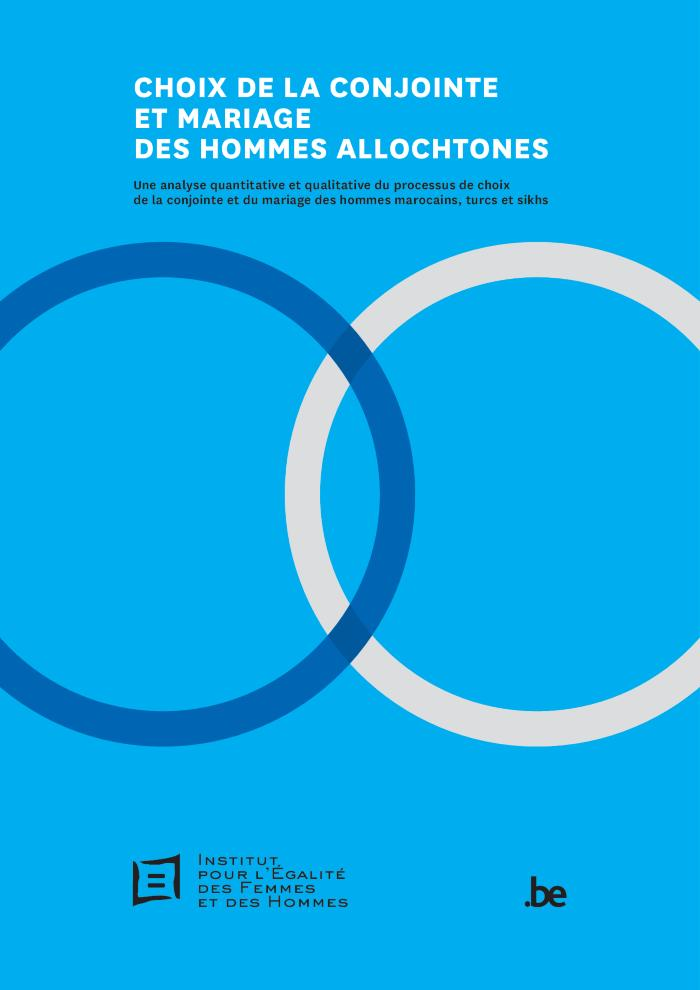 CHOIX DE LA CONJOINTE
ET MARIAGE
DES HOMMES ALLOCHTONES
Une analyse quantitative et qualitative du processus de choix
de la conjointe et du mariage des hommes marocains, turcs et sikhs
Institut
pour l'Égalité
des Femmes
et des Hommes
.be